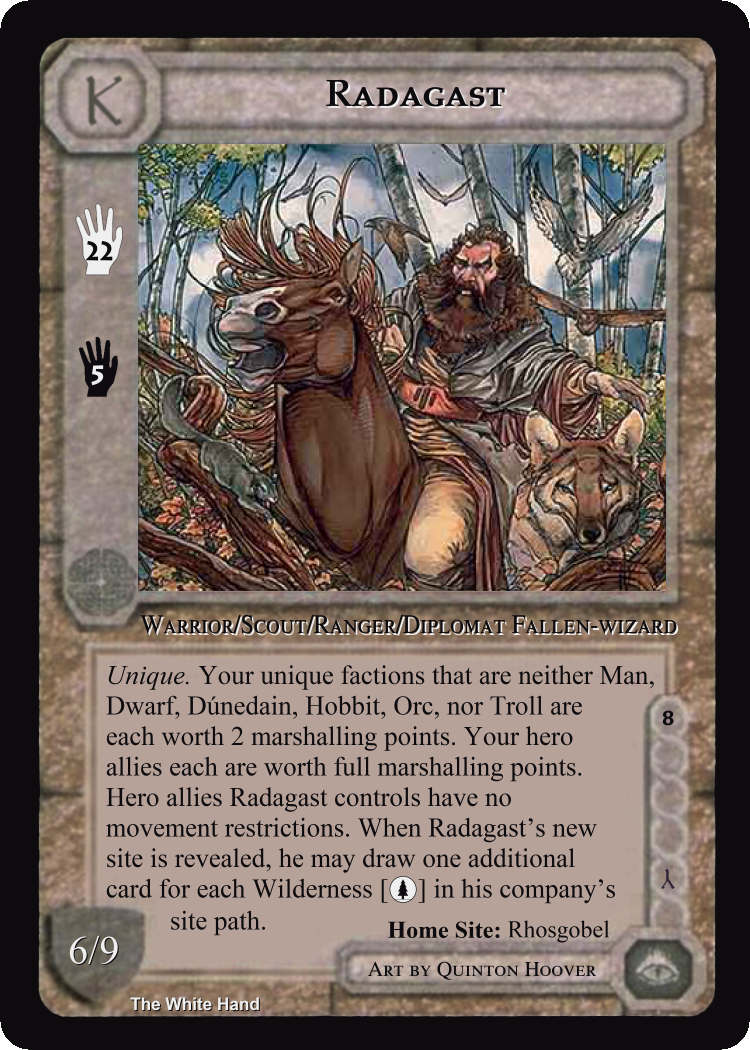 K
RADAGAST
22
5
WARRIOR/SCOUT/RANGER/DIPLOMAT FALLEN-WIZARD
Unique. Your unique factions that are neither Man,
Dwarf, Dúnedain, Hobbit, Orc, nor Troll are
each worth 2 marshalling points. Your hero
allies each are worth full marshalling points.
Hero allies Radagast controls have no
movement restrictions. When Radagast's new
site is revealed, he may draw one additional
card for each Wilderness [] in his company's
site path.
8
Home Site: Rhosgobel
6/9
ART BY QUINTON HOOVER
The White Hand